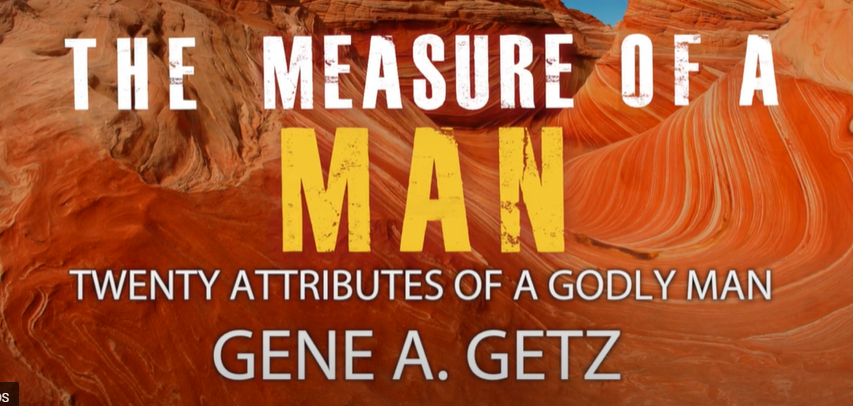 THE MEASURE OF A
MAN
TWENTY ATTRIBUTES OF A GODLY MAN
GENE A. GETZ